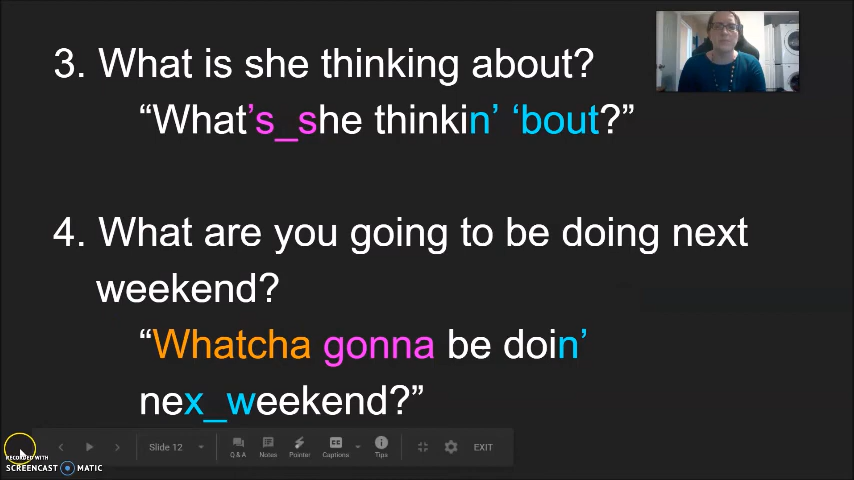 3. What is she thinking about?
“What’s_she thinkin’ ‘bout?”
4. What are you going to be doing next
weekend?
“Whatcha gonna be doin’
nex_weekend?”
Slide 12
Q & A
Notes
Pointer
Captions
Tips
EXIT
RECORDED WITH
SCREENCAST MATIC